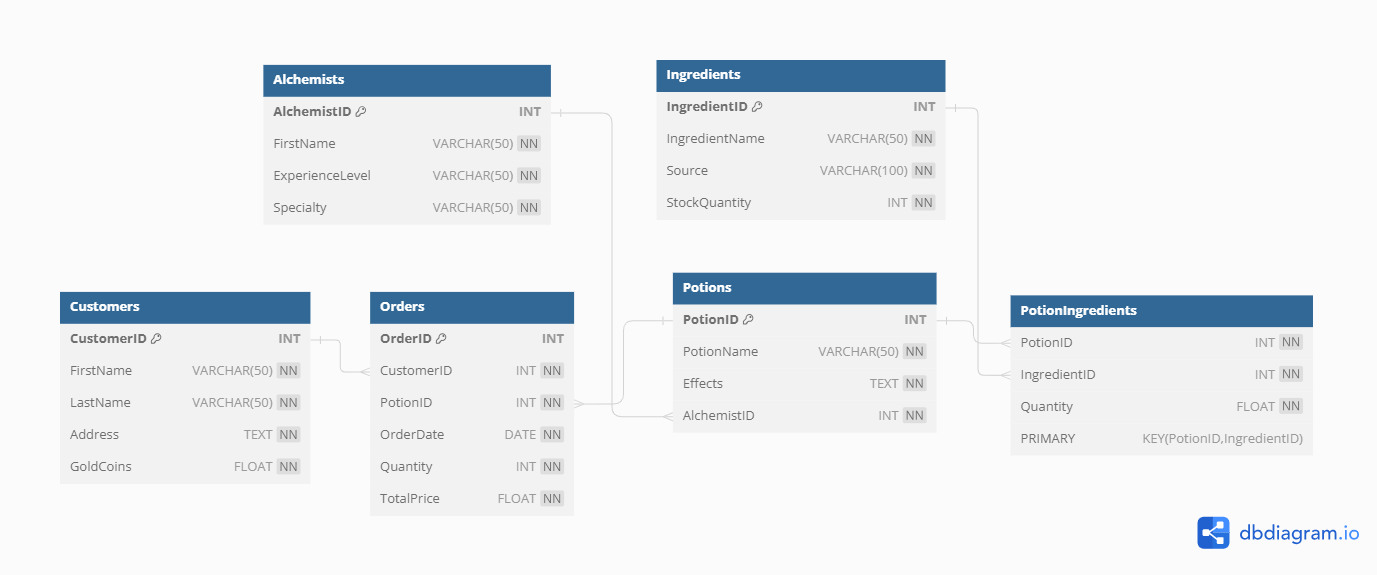 Alchemists
AlchemistID INT
FirstName VARCHAR(50) NN
ExperienceLevel VARCHAR(50) NN
Specialty VARCHAR(50) NN
Ingredients
IngredientID INT
IngredientName VARCHAR(50) NN
Source VARCHAR(100) NN
StockQuantity INT NN
Customers
CustomerID INT
FirstName VARCHAR(50) NN
LastName VARCHAR(50) NN
Address TEXT NN
GoldCoins FLOAT NN
Orders
OrderID INT
CustomerID INT NN
PotionID INT NN
OrderDate DATE NN
Quantity INT NN
TotalPrice FLOAT NN
Potions
PotionID INT
PotionName VARCHAR(50) NN
Effects TEXT NN
AlchemistID INT NN
PotionIngredients
PotionID INT NN
IngredientID INT NN
Quantity FLOAT NN
PRIMARY KEY(PotionID,IngredientID)
dbdiagram.io